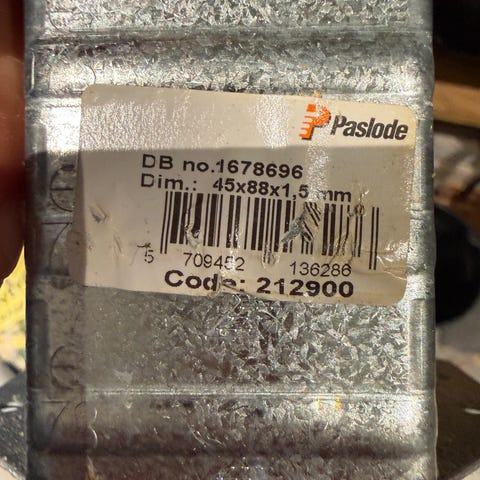 Paslode
DB no.1678696
Dim.: 45x88x1,5 mm
5 709452 136286
Code: 212900